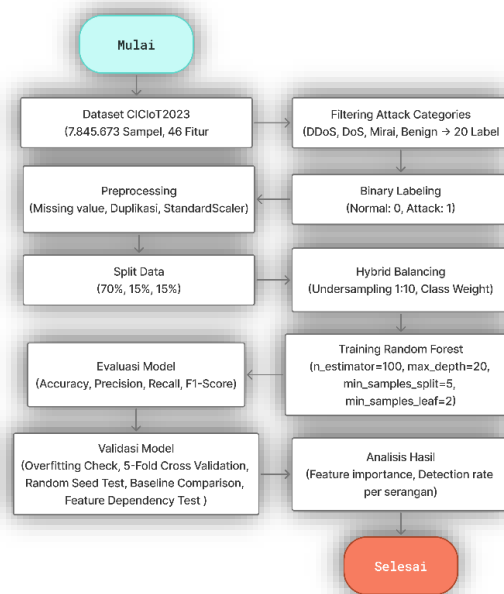 Mulai
Dataset CICIoT2023
(7.845.673 Sampel, 46 Fitur
Filtering Attack Categories
(DDoS, DoS, Mirai, Benign → 20 Label
Preprocessing
(Missing value, Duplikasi, StandardScaler)
Binary Labeling
(Normal: 0, Attack: 1)
Split Data
(70%, 15%, 15%)
Hybrid Balancing
(Undersampling 1:10, Class Weight)
Evaluasi Model
(Accuracy, Precision, Recall, F1-Score)
Training Random Forest
(n_estimator=100, max_depth=20,
min_samples_split=5,
min_samples_leaf=2)
Validasi Model
(Overfitting Check, 5-Fold Cross Validation,
Random Seed Test, Baseline Comparison,
Feature Dependency Test )
Analisis Hasil
(Feature importance, Detection rate
per serangan)
Selesai